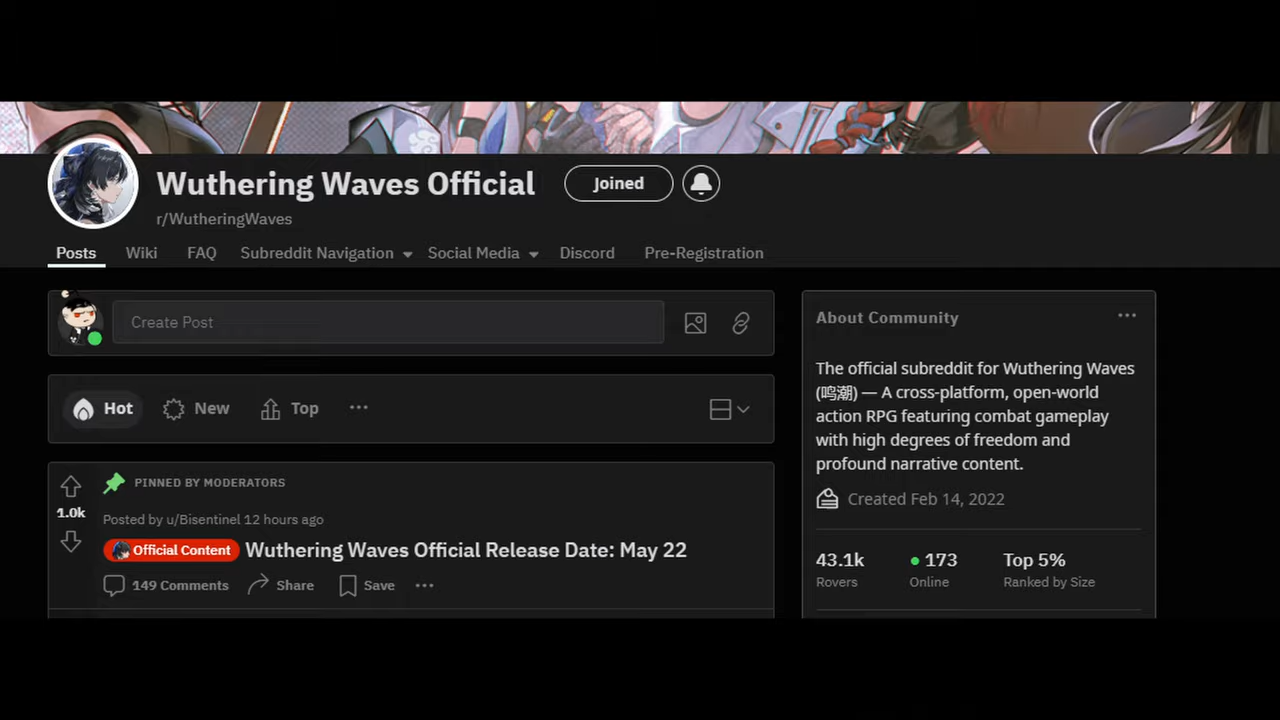 Wuthering Waves Official
Joined
r/WutheringWaves
Posts Wiki FAQ Subreddit Navigation Social Media Discord Pre-Registration
Create Post
Hot New Top
PINNED BY MODERATORS
1.0k
Posted by u/Bisentinel 12 hours ago
Official Content Wuthering Waves Official Release Date: May 22
149 Comments Share Save
About Community
The official subreddit for Wuthering Waves
(鸣潮) — A cross-platform, open-world
action RPG featuring combat gameplay
with high degrees of freedom and
profound narrative content.
Created Feb 14, 2022
43.1k 173 Top 5%
Rovers Online Ranked by Size